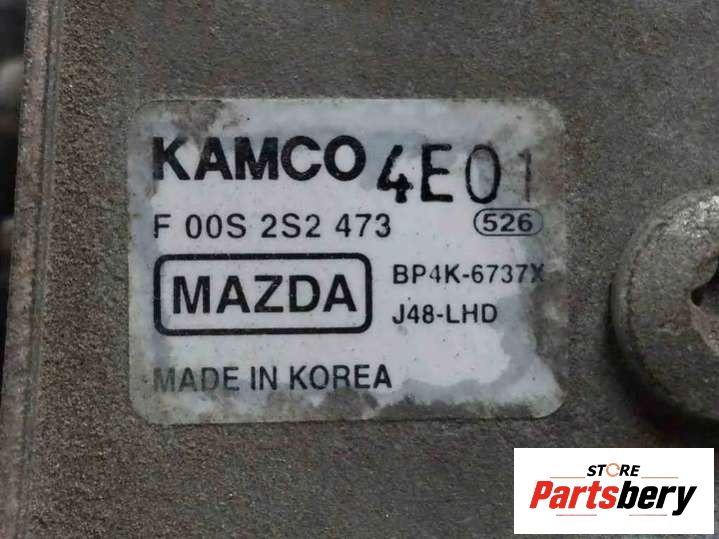 KAMCO 4E01
F 00S 2S2 473 526
MAZDA BP4K-6737X
J48-LHD
MADE IN KOREA
STORE
Partsbery